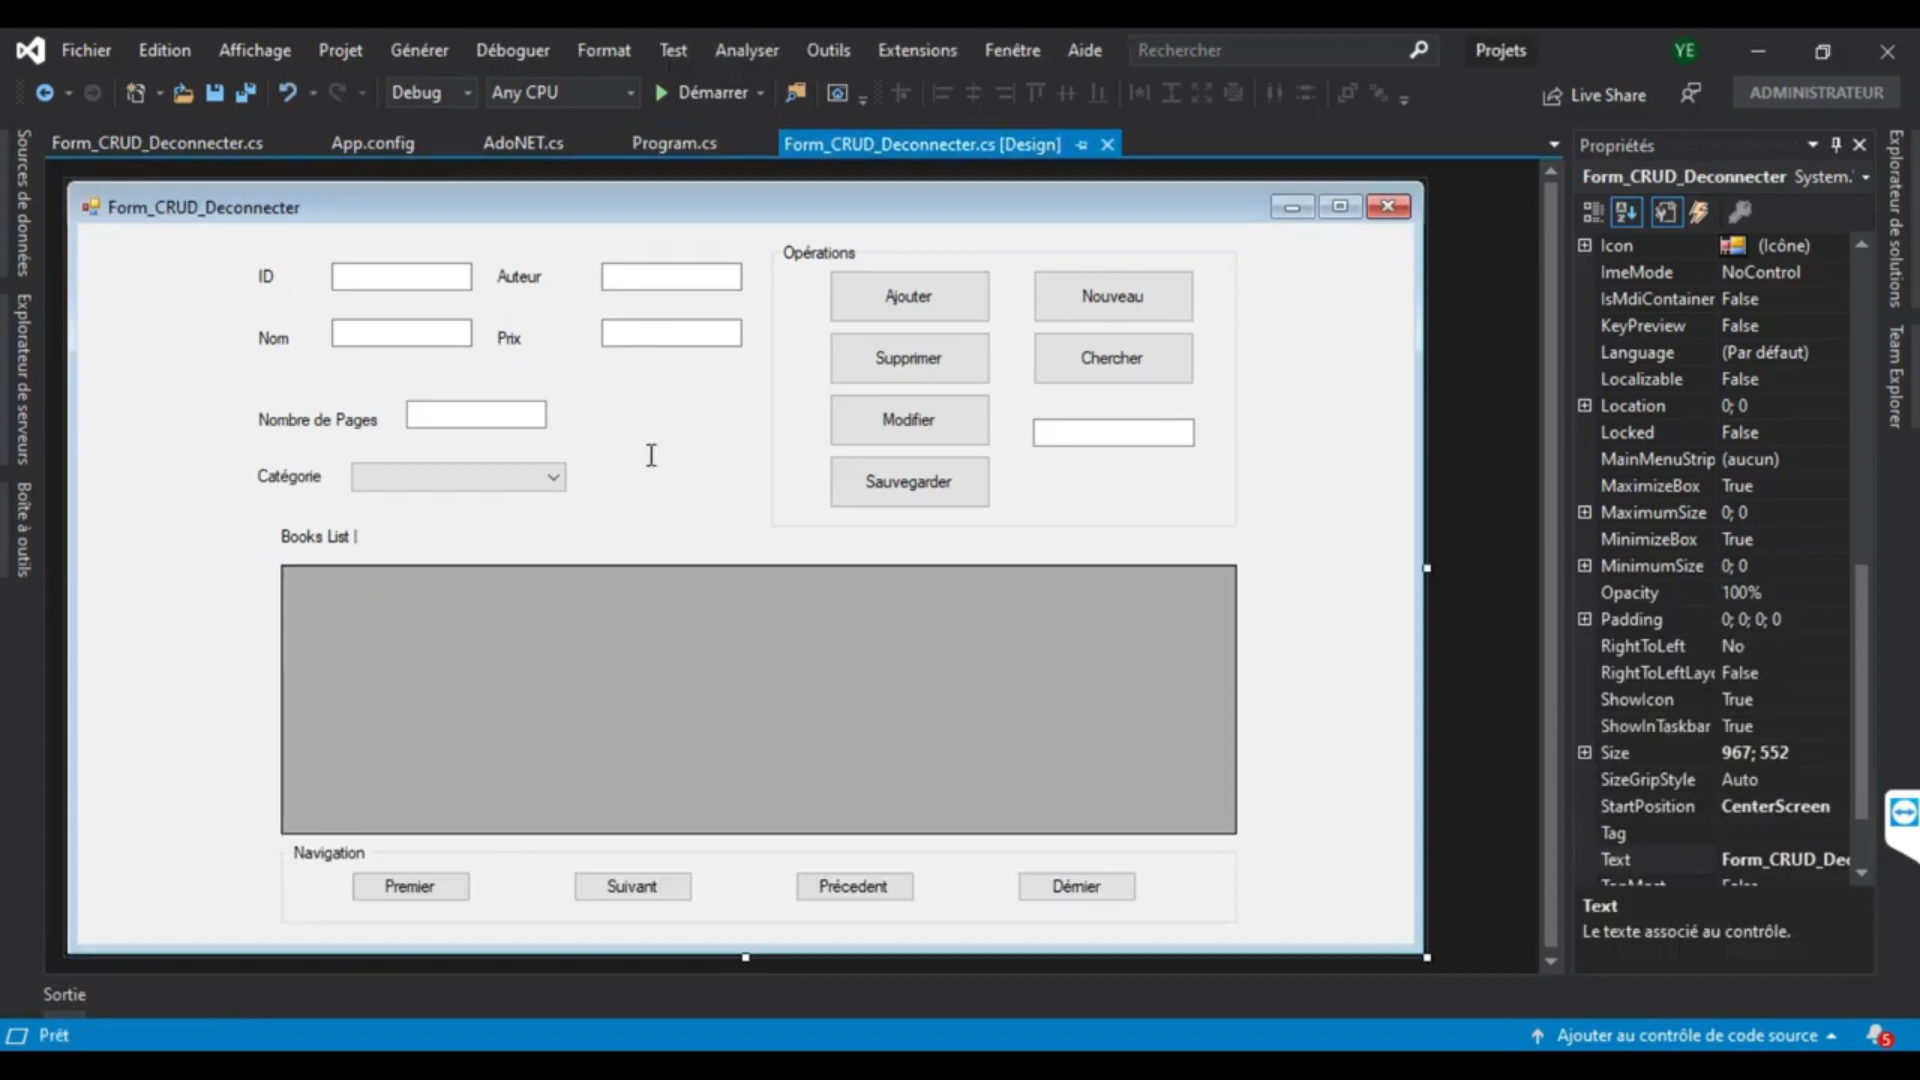 Fichier Edition Affichage Projet Générer Déboguer Format Test Analyser Outils Extensions Fenêtre Aide Rechercher Projets YE
Debug Any CPU Démarrer Live Share ADMINISTRATEUR
Form_CRUD_Deconnecter.cs App.config AdoNET.cs Program.cs Form_CRUD_Deconnecter.cs [Design]
Sources de données
Explorateur de serveurs
Boîte à outils
Form_CRUD_Deconnecter
ID Auteur
Nom Prix
Nombre de Pages
Catégorie
Opérations
Ajouter Nouveau
Supprimer Chercher
Modifier
Sauvegarder
Books List |
Navigation
Premier Suivant Précedent Dérnier
Propriétés
Form_CRUD_Deconnecter System.
Icon (Icône)
ImeMode NoControl
IsMdiContainer False
KeyPreview False
Language (Par défaut)
Localizable False
Location 0; 0
Locked False
MainMenuStrip (aucun)
MaximizeBox True
MaximumSize 0; 0
MinimizeBox True
MinimumSize 0; 0
Opacity 100%
Padding 0; 0; 0; 0
RightToLeft No
RightToLeftLay False
ShowIcon True
ShowInTaskbar True
Size 967; 552
SizeGripStyle Auto
StartPosition CenterScreen
Tag
Text Form_CRUD_Dec
Text
Le texte associé au contrôle.
Explorateur de solutions
Team Explorer
Sortie
Prêt Ajouter au contrôle de code source 5